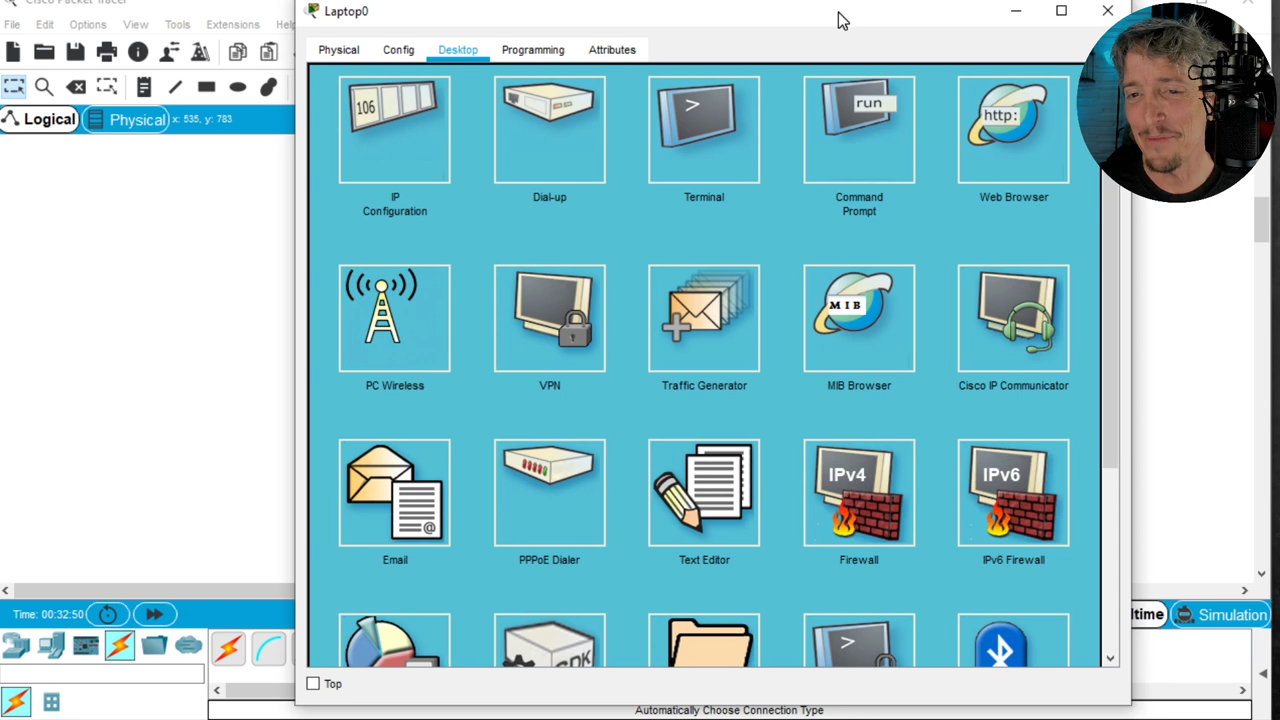 Cisco Packet Tracer
Laptop0
File Edit Options View Tools Extensions Help
Physical Config Desktop Programming Attributes
Logical Physical x: 535, y: 783
106
>
run
http:
IP
Configuration
Dial-up
Terminal
Command
Prompt
Web Browser
MIB
PC Wireless
VPN
Traffic Generator
MIB Browser
Cisco IP Communicator
IPv4
IPv6
@
Email
PPPoE Dialer
Text Editor
Firewall
IPv6 Firewall
>
Time: 00:32:50
ltime
Simulation
Top
Automatically Choose Connection Type